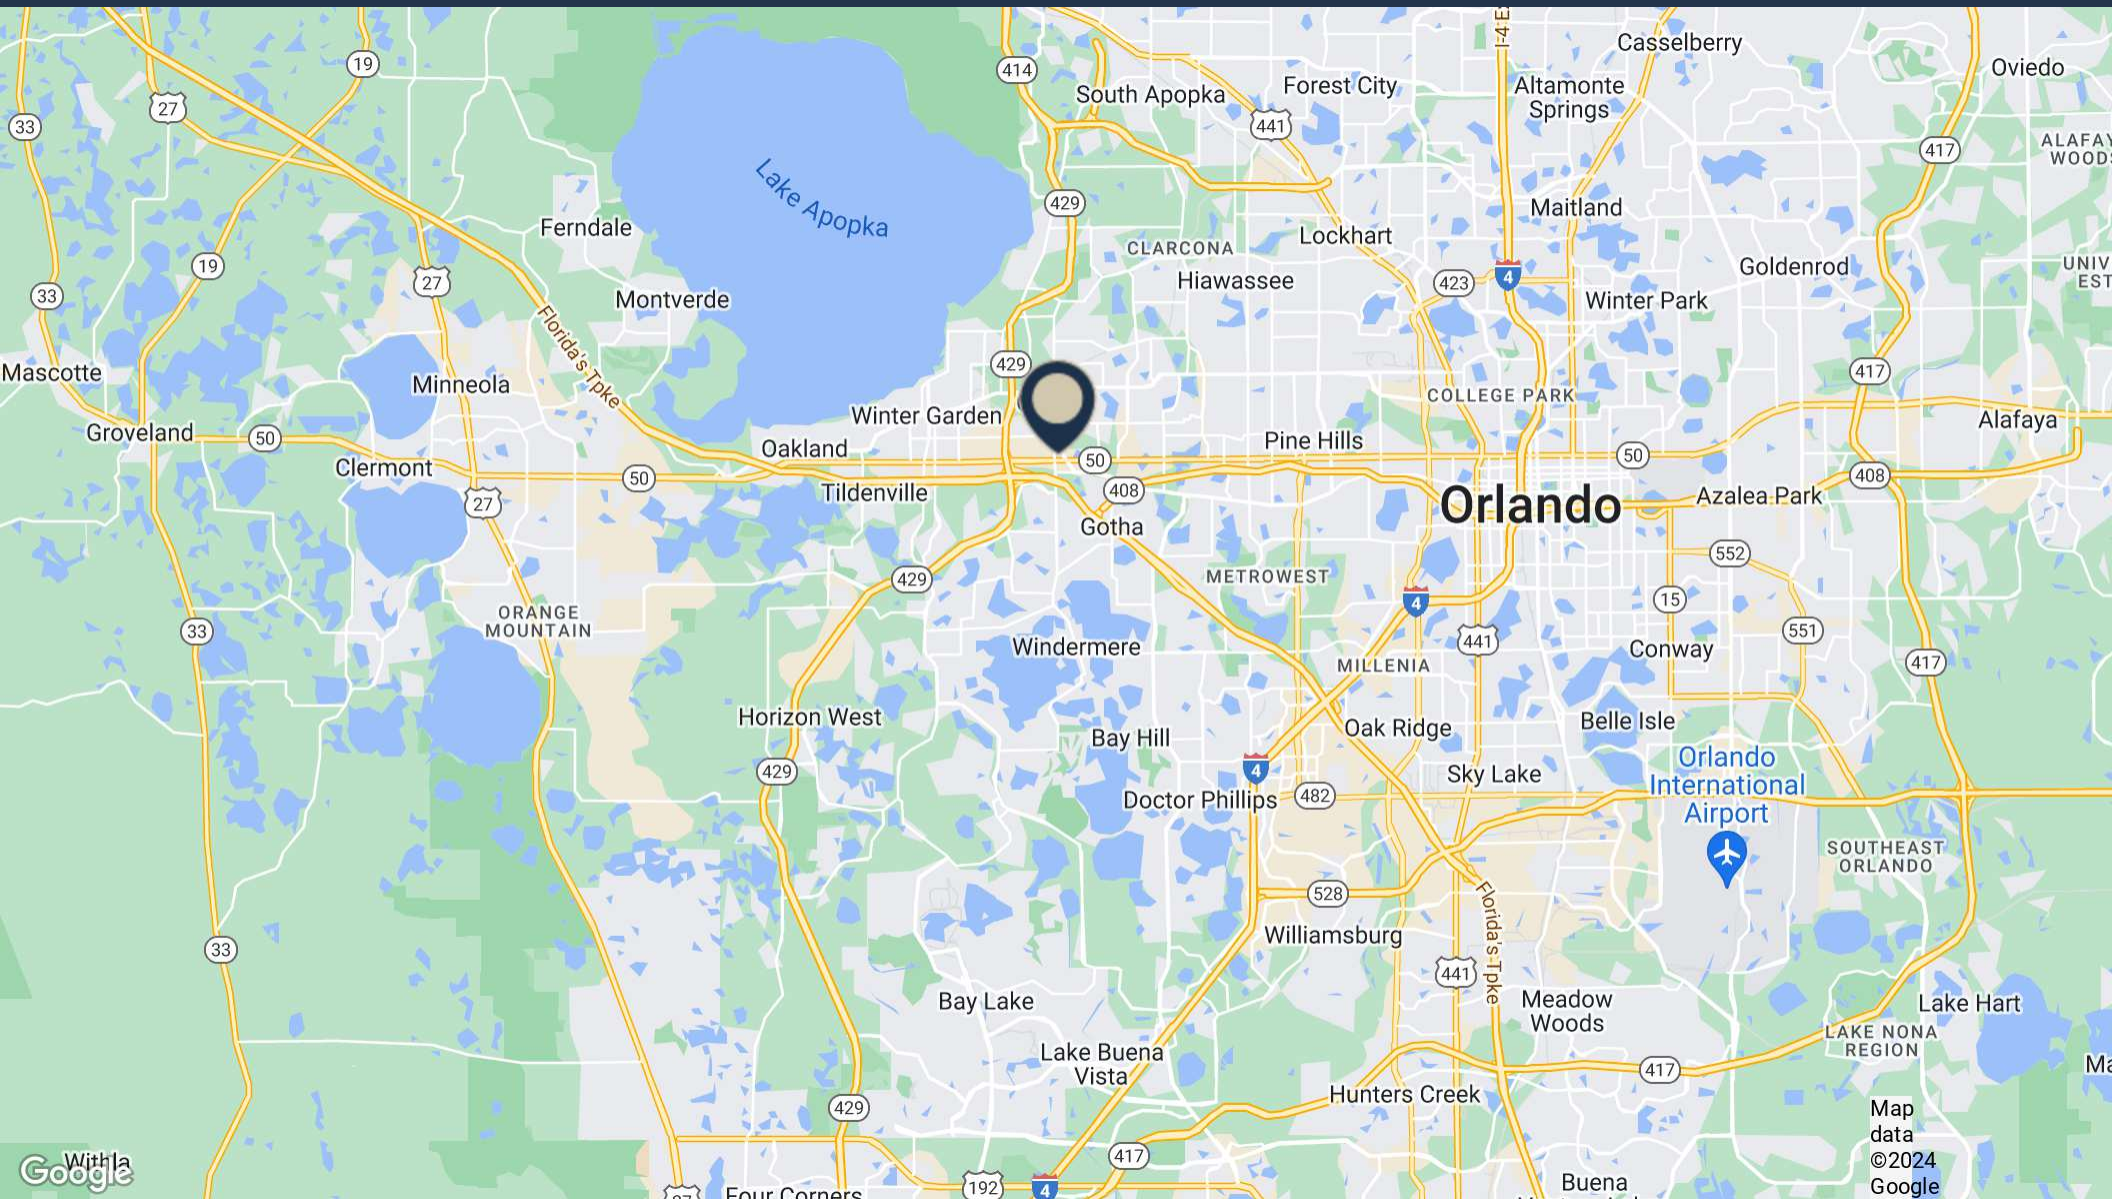 I-4 E
Casselberry
19
414
Oviedo
Forest City
Altamonte
Springs
South Apopka
27
33
441
417
ALAFAY
WOODS
Lake Apopka
429
Maitland
Ferndale
Lockhart
CLARCONA
19
Goldenrod
UNIV
EST
27
Hiawassee
423
4
33
Montverde
Winter Park
Florida's Tpke
429
Mascotte
417
Minneola
COLLEGE PARK
Winter Garden
Alafaya
Groveland
50
Pine Hills
Oakland
50
50
Clermont
50
408
27
Tildenville
408
Orlando
Azalea Park
Gotha
552
429
METROWEST
4
15
ORANGE
MOUNTAIN
33
551
441
Windermere
Conway
MILLENIA
417
Horizon West
Belle Isle
Oak Ridge
Bay Hill
Orlando
International
Airport
429
4
Sky Lake
Doctor Phillips
482
SOUTHEAST
ORLANDO
528
Florida's Tpke
Williamsburg
33
441
Bay Lake
Meadow
Woods
Lake Hart
LAKE NONA
REGION
Lake Buena
Vista
417
Ma
Hunters Creek
429
Map
data
©2024
Google
417
Withla
Google
192
4
27
Four Corners
Buena